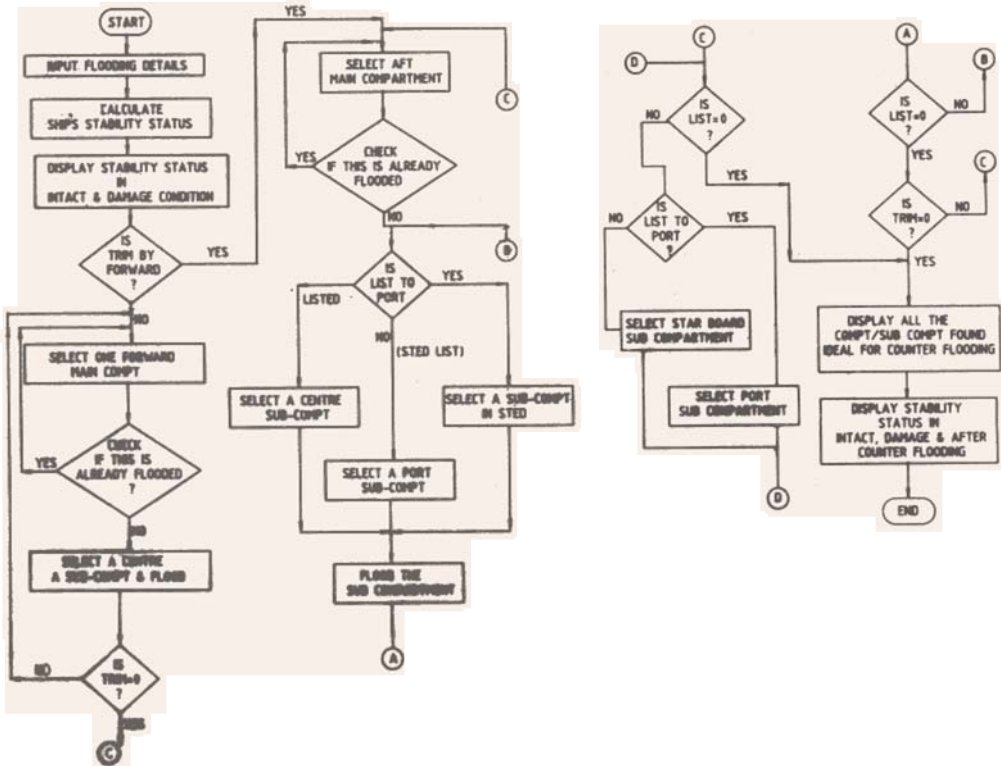 START
INPUT FLOODING DETAILS
CALCULATE
SHIP'S STABILITY STATUS
DISPLAY STABILITY STATUS
IN
INTACT & DAMAGE CONDITION
IS
TRIM BY
FORWARD
?
YES
NO
SELECT ONE FORWARD
MAIN COMPT
CHECK
IF THIS IS
ALREADY FLOODED
?
YES
NO
SELECT A CENTRE
A SUB-COMPT & FLOOD
IS
TRIM=0
?
NO
YES
C
YES
SELECT AFT
MAIN COMPARTMENT
C
CHECK
IF THIS IS ALREADY
FLOODED
YES
NO
B
IS
LIST TO
PORT
LISTED
YES
NO
(STED LIST)
SELECT A CENTRE
SUB-COMPT
SELECT A SUB-COMPT
IN STED
SELECT A PORT
SUB-COMPT
FLOOD THE
SUB COMPARTMENT
A
C
D
IS
LIST=0
?
NO
YES
IS
LIST TO
PORT
?
NO
YES
SELECT STAR BOARD
SUB COMPARTMENT
SELECT PORT
SUB COMPARTMENT
D
A
B
IS
LIST=0
?
NO
YES
C
IS
TRIM=0
?
NO
YES
DISPLAY ALL THE
COMPT/SUB COMPT FOUND
IDEAL FOR COUNTER FLOODING
DISPLAY STABILITY
STATUS IN
INTACT, DAMAGE & AFTER
COUNTER FLOODING
END